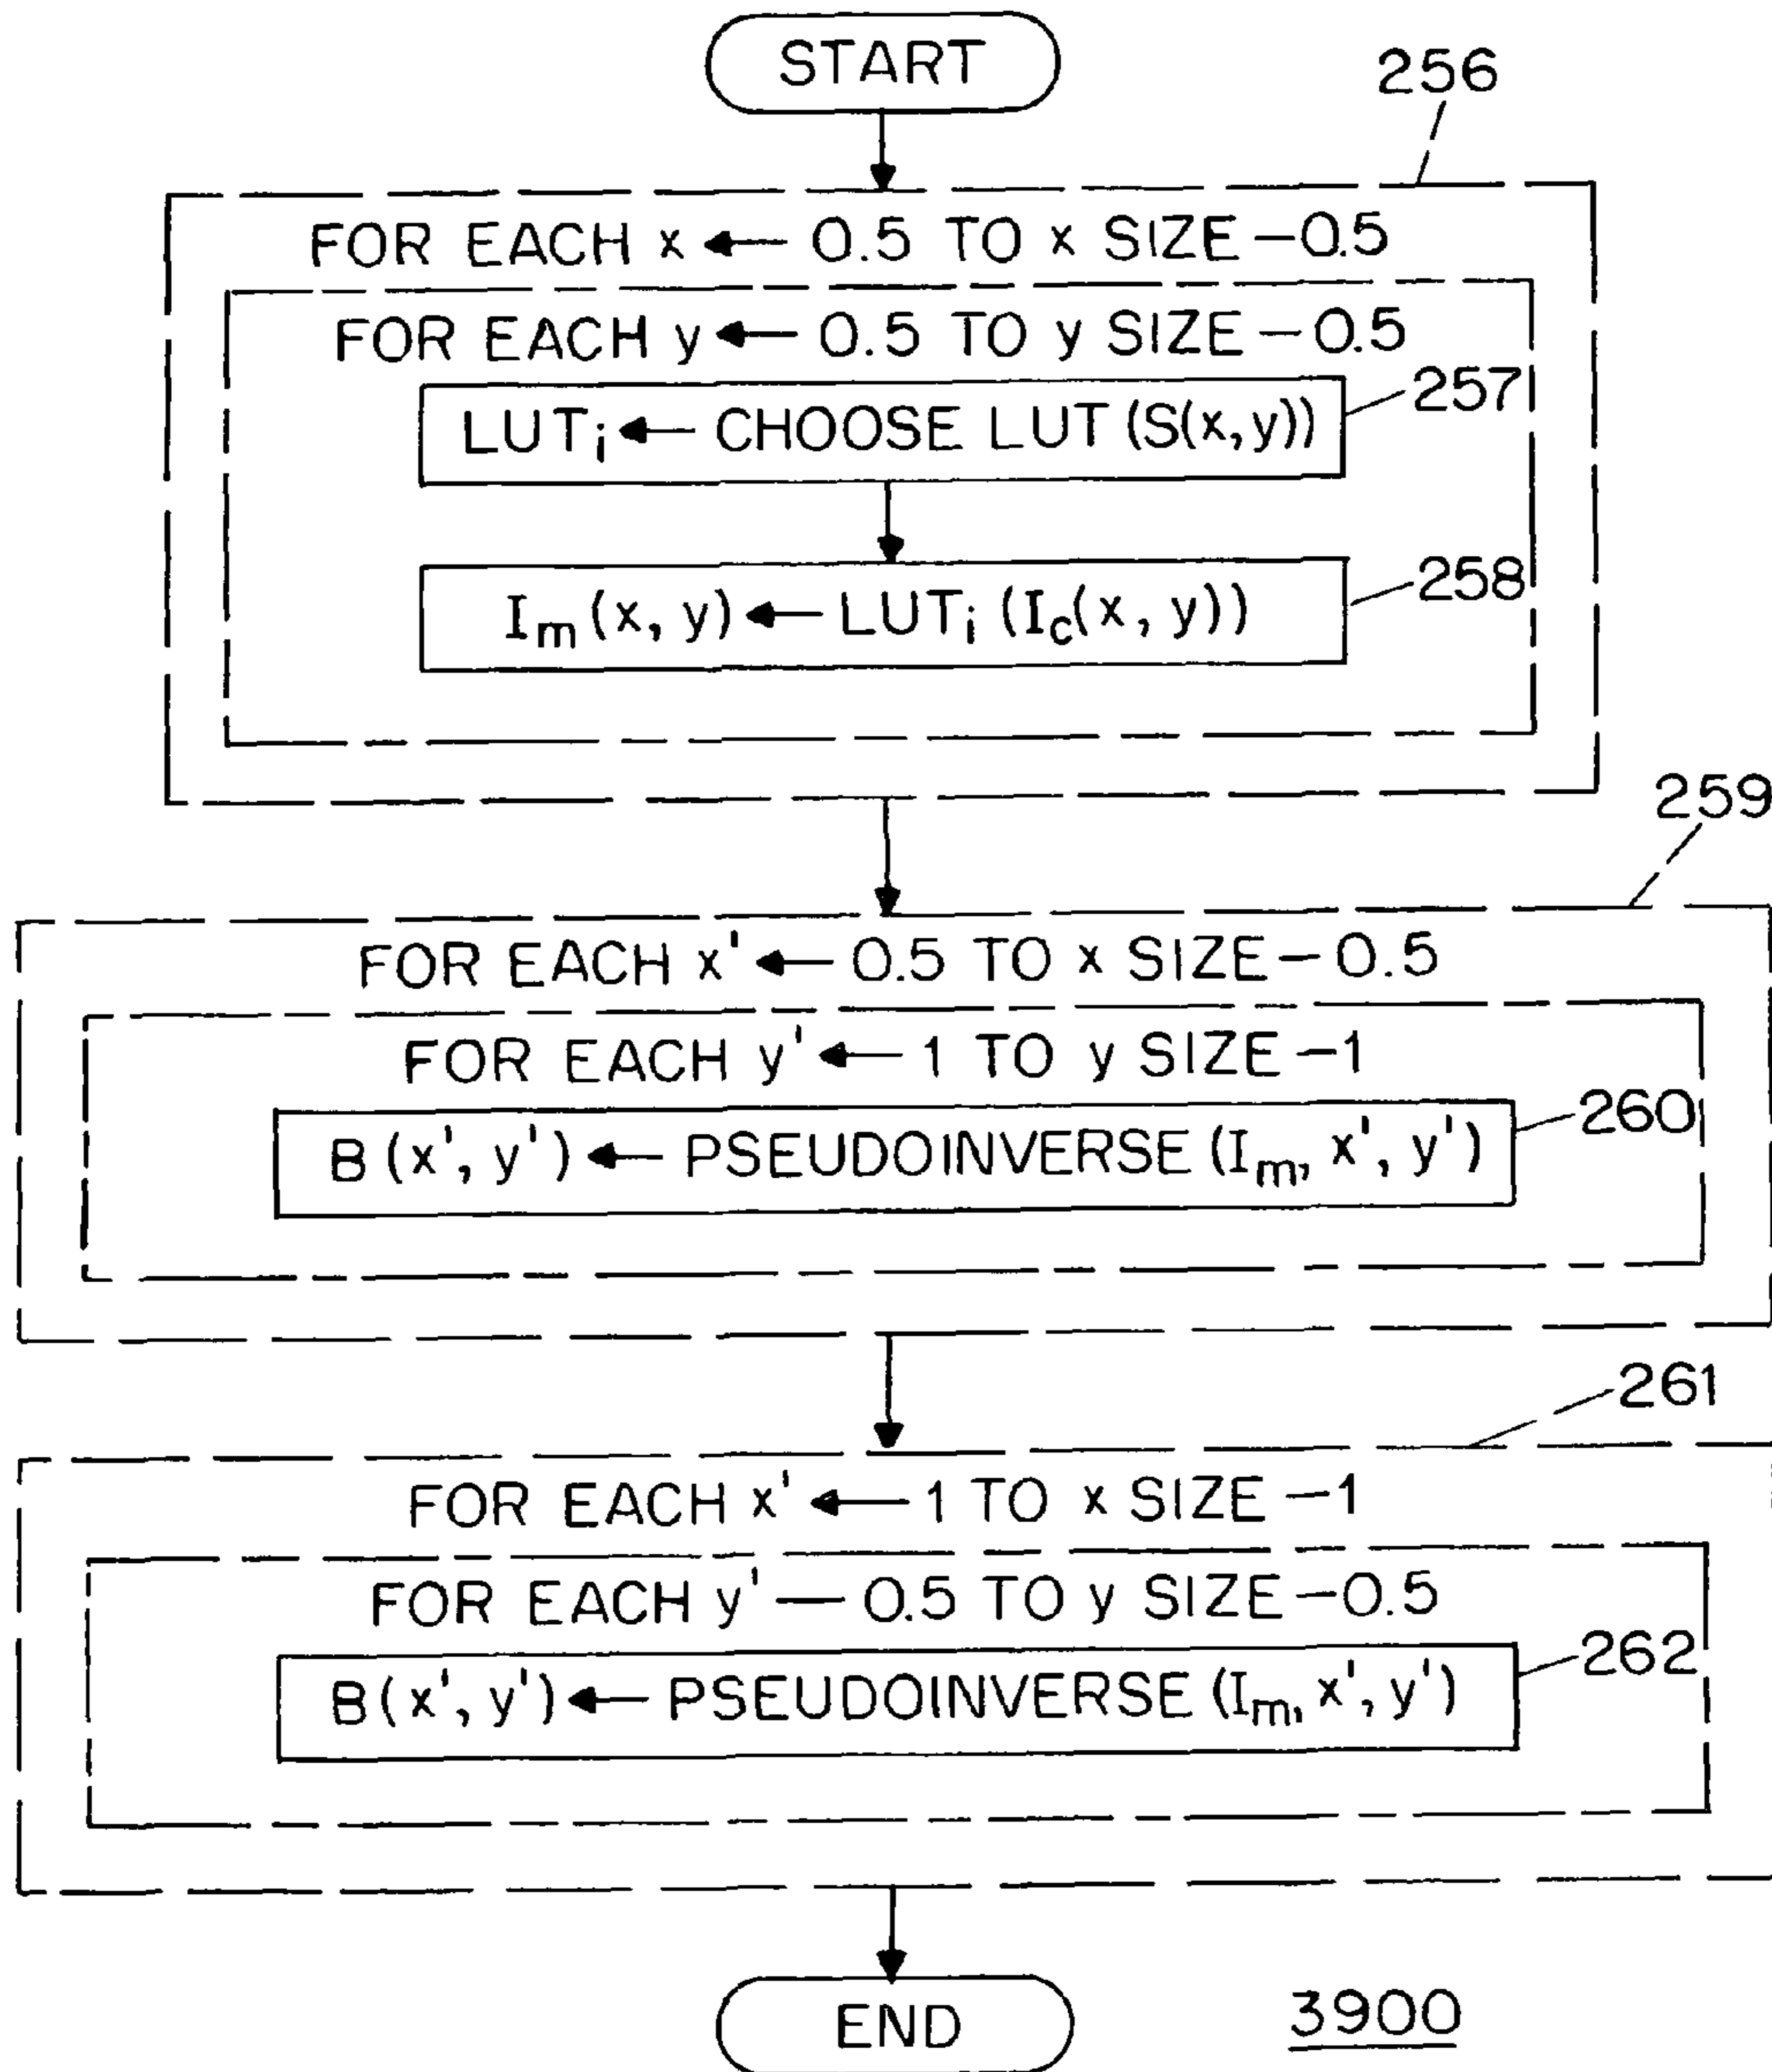 START
256
FOR EACH x ← 0.5 TO x SIZE – 0.5
FOR EACH y ← 0.5 TO y SIZE – 0.5
257
LUTi ← CHOOSE LUT (S(x, y))
258
Im (x, y) ← LUTi (Ic(x, y))
259
FOR EACH x' ← 0.5 TO x SIZE – 0.5
FOR EACH y' ← 1 TO y SIZE – 1
260
B (x', y') ← PSEUDOINVERSE (Im, x', y')
261
FOR EACH x' ← 1 TO x SIZE – 1
FOR EACH y' — 0.5 TO y SIZE – 0.5
262
B (x', y') ← PSEUDOINVERSE (Im, x', y')
END
3900